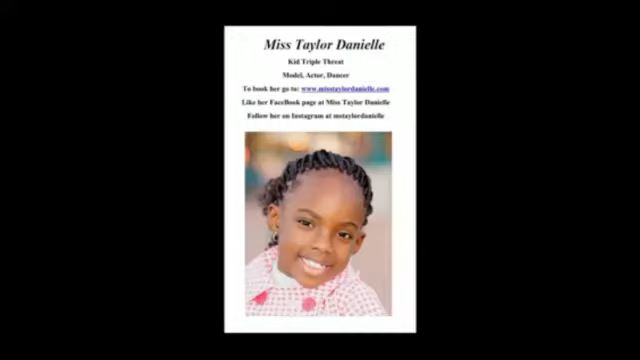 Miss Taylor Danielle
Kid Triple Threat
Model, Actor, Dancer
To book her go to: www.misstaylordanielle.com
Like her FaceBook page at Miss Taylor Danielle
Follow her on Instagram at mstaylordanielle